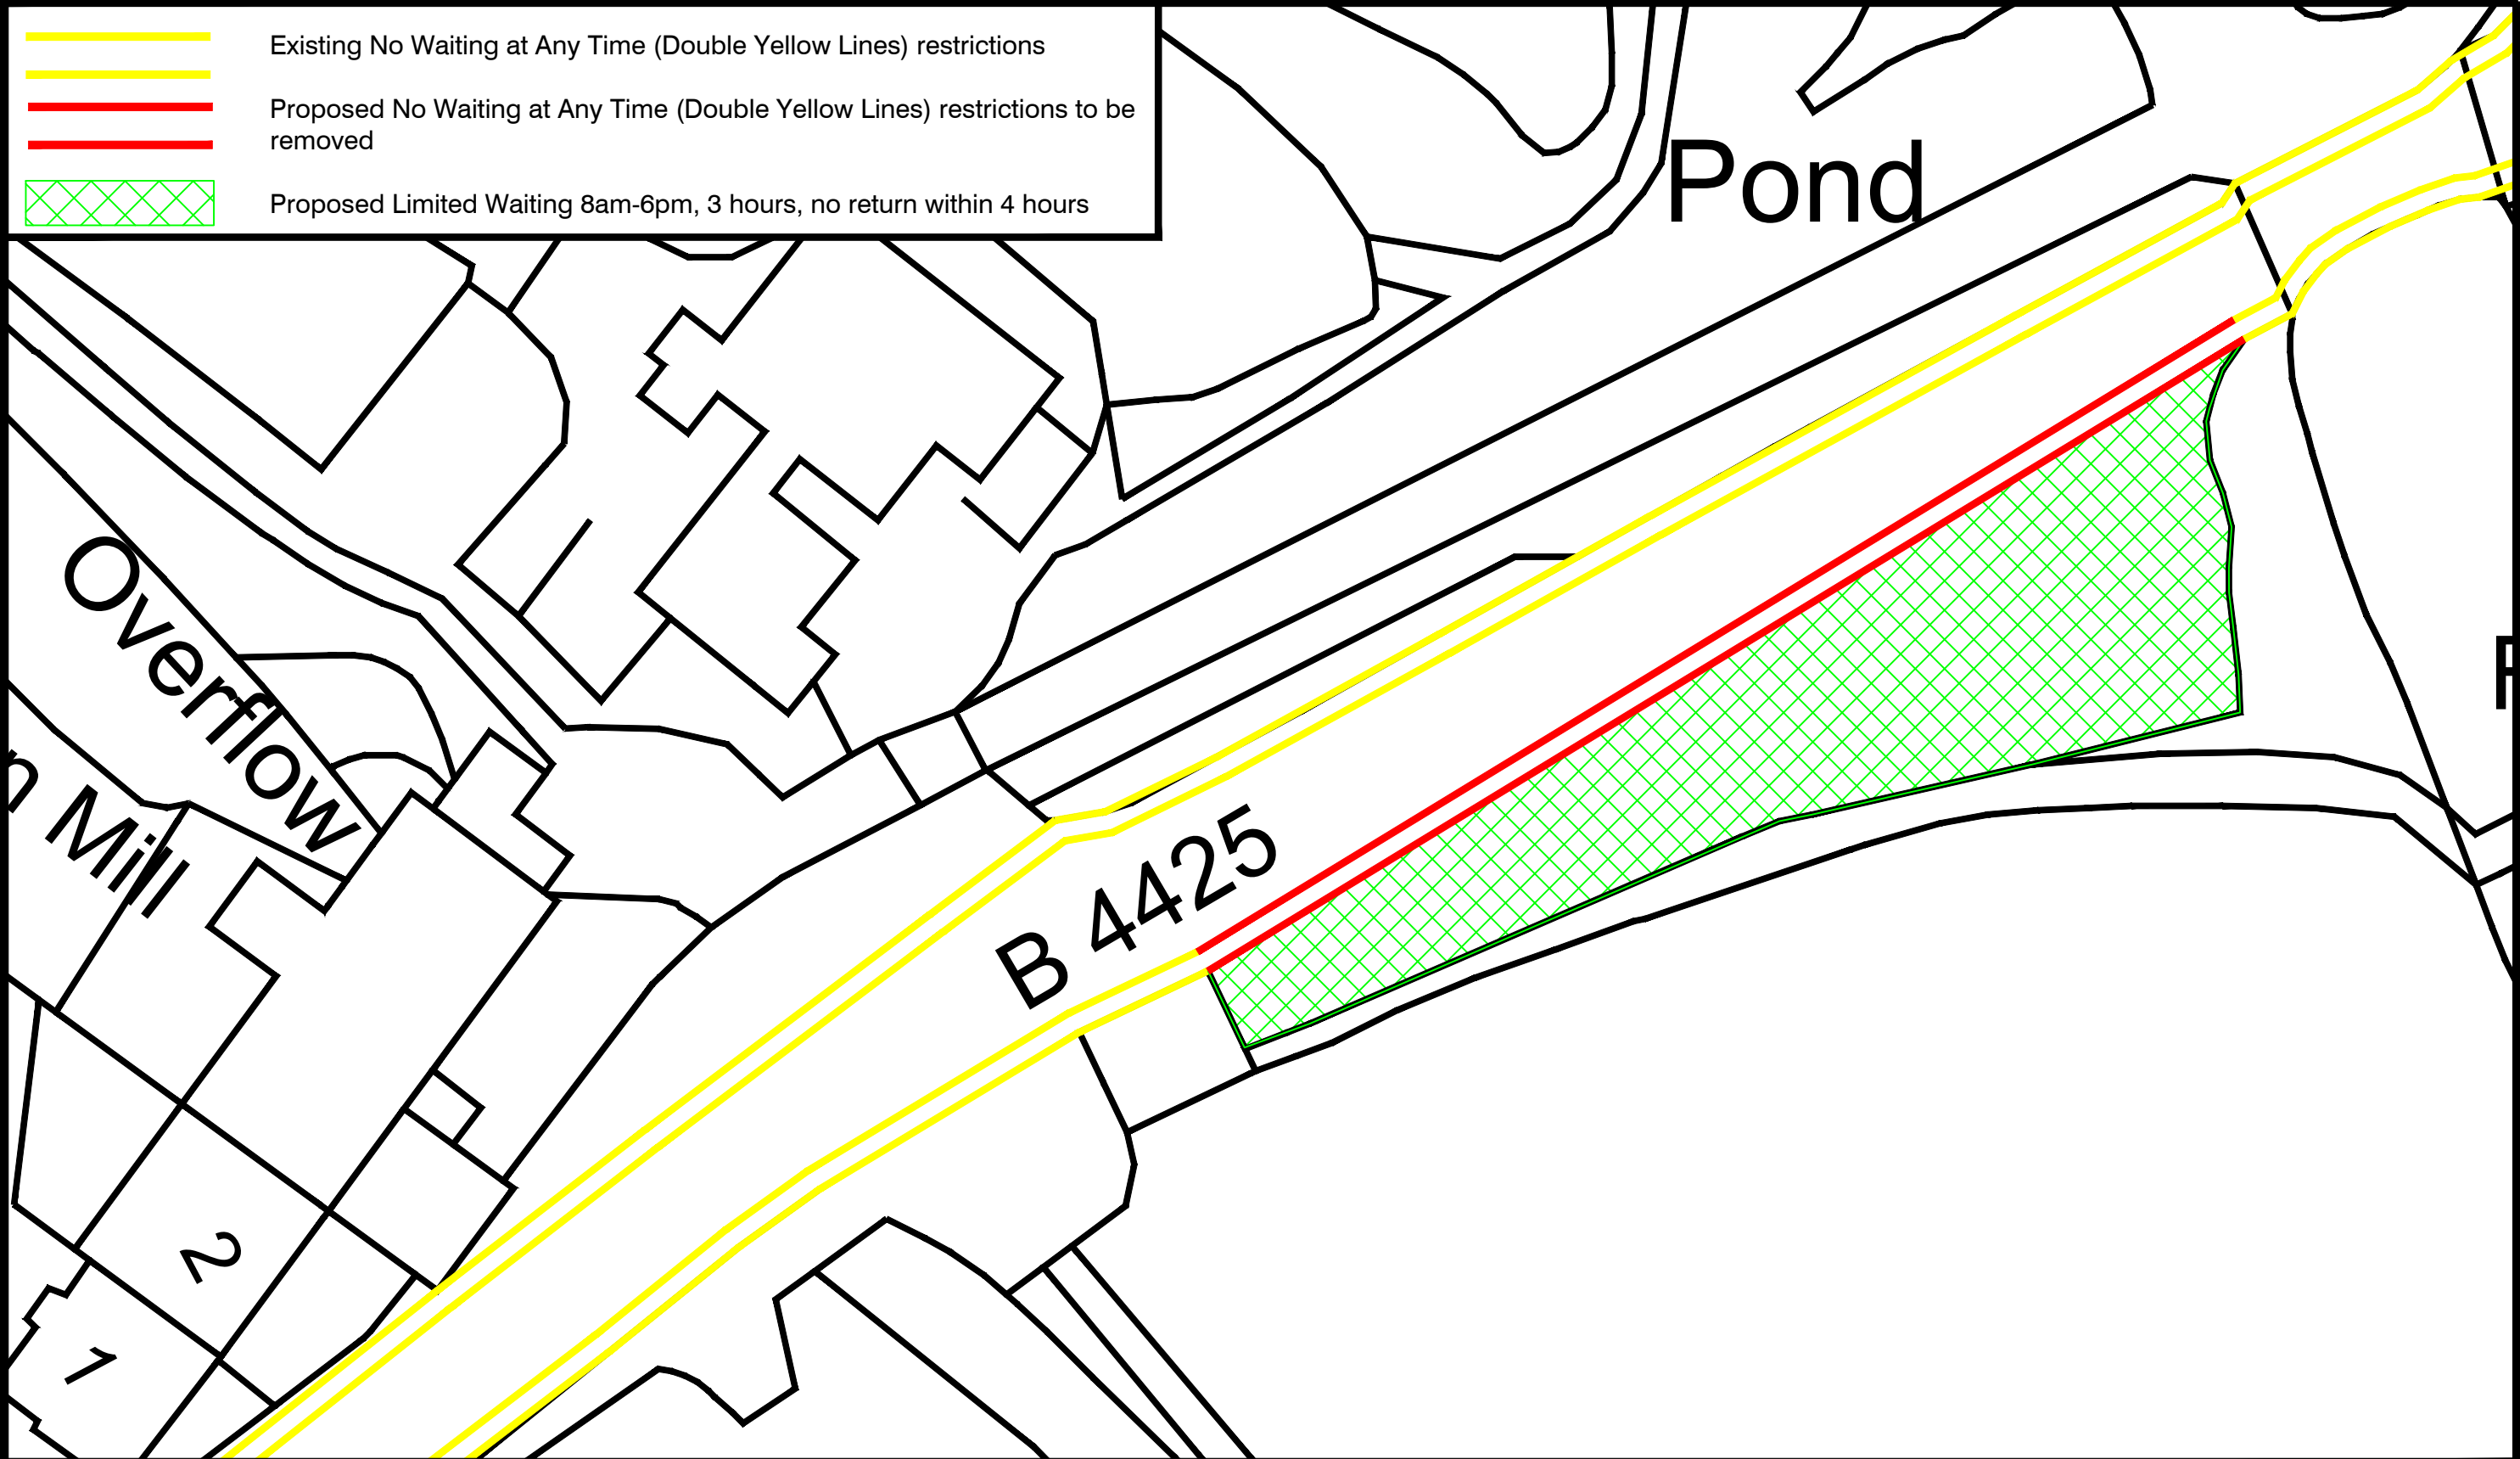 Existing No Waiting at Any Time (Double Yellow Lines) restrictions
Proposed No Waiting at Any Time (Double Yellow Lines) restrictions to be
removed
Proposed Limited Waiting 8am-6pm, 3 hours, no return within 4 hours
Pond
Overflow
n Mill
B 4425
2
1